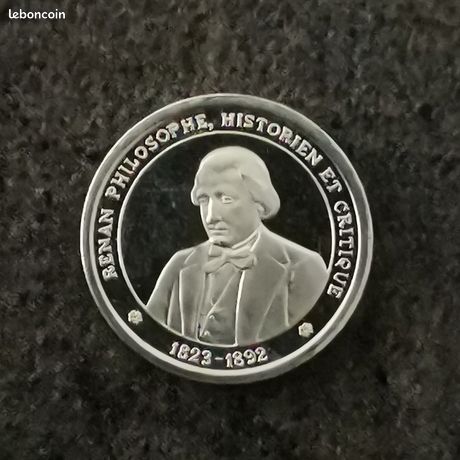 leboncoin
RENAN PHILOSOPHE, HISTORIEN ET CRITIQUE
1823-1892